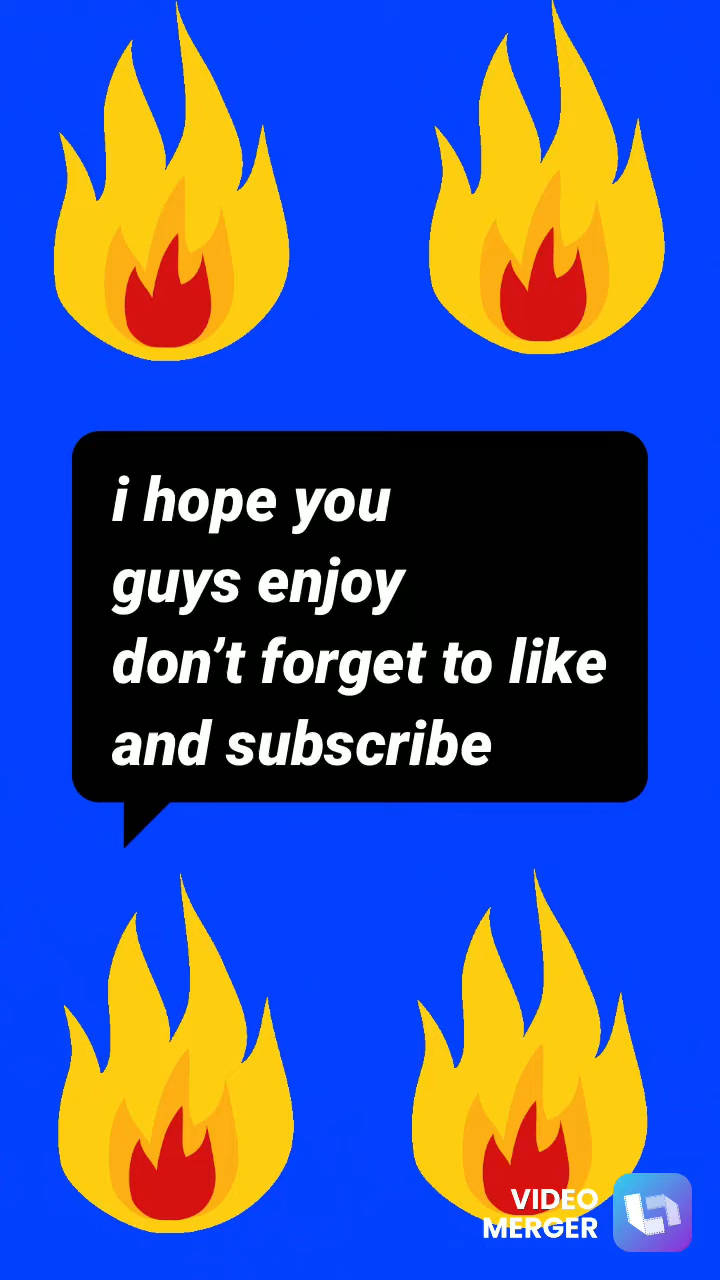 i hope you
guys enjoy
don’t forget to like
and subscribe
VIDEO
MERGER